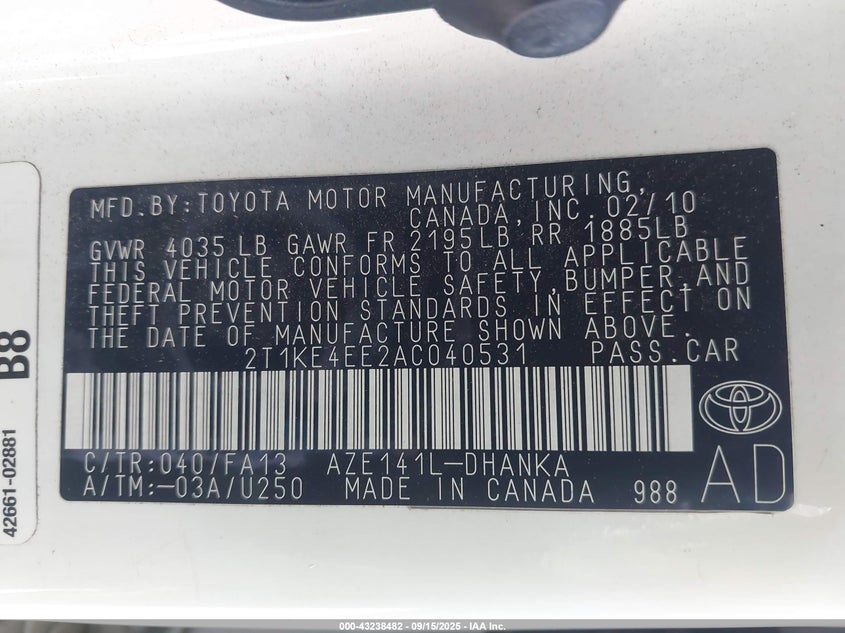 MFD.BY:TOYOTA MOTOR MANUFACTURING,
CANADA,INC.02/10
GVWR 4035 LB GAWR FR 2195LB RR 1885LB
THIS VEHICLE CONFORMS TO ALL APPLICABLE
FEDERAL MOTOR VEHICLE SAFETY,BUMPER,AND
THEFT PREVENTION STANDARDS IN EFFECT ON
THE DATE OF MANUFACTURE SHOWN ABOVE.
2T1KE4EE2AC040531 PASS.CAR
C/TR:040/FA13 AZE141L-DHANKA
A/TM:-03A/U250 MADE IN CANADA 988
AD
42661-02881
B8
000-43238482 - 09/15/2025 - IAA Inc.